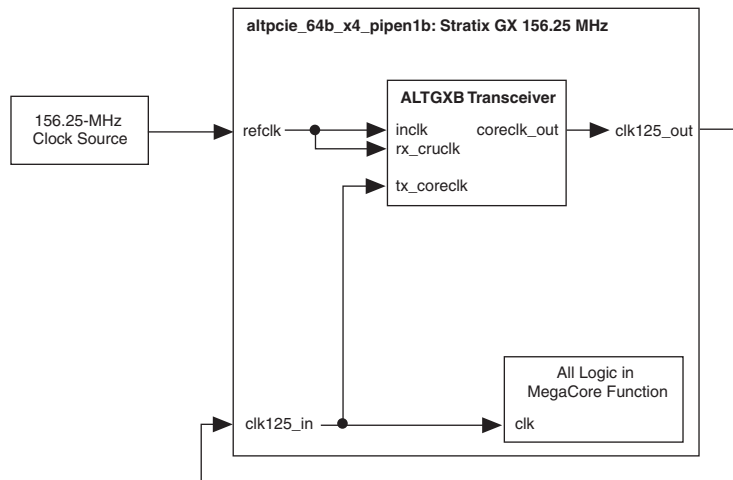 altpcie_64b_x4_pipen1b: Stratix GX 156.25 MHz
156.25-MHz
Clock Source
ALTGXB Transceiver
refclk
inclk
coreclk_out
clk125_out
rx_cruclk
tx_coreclk
All Logic in
MegaCore Function
clk125_in
clk